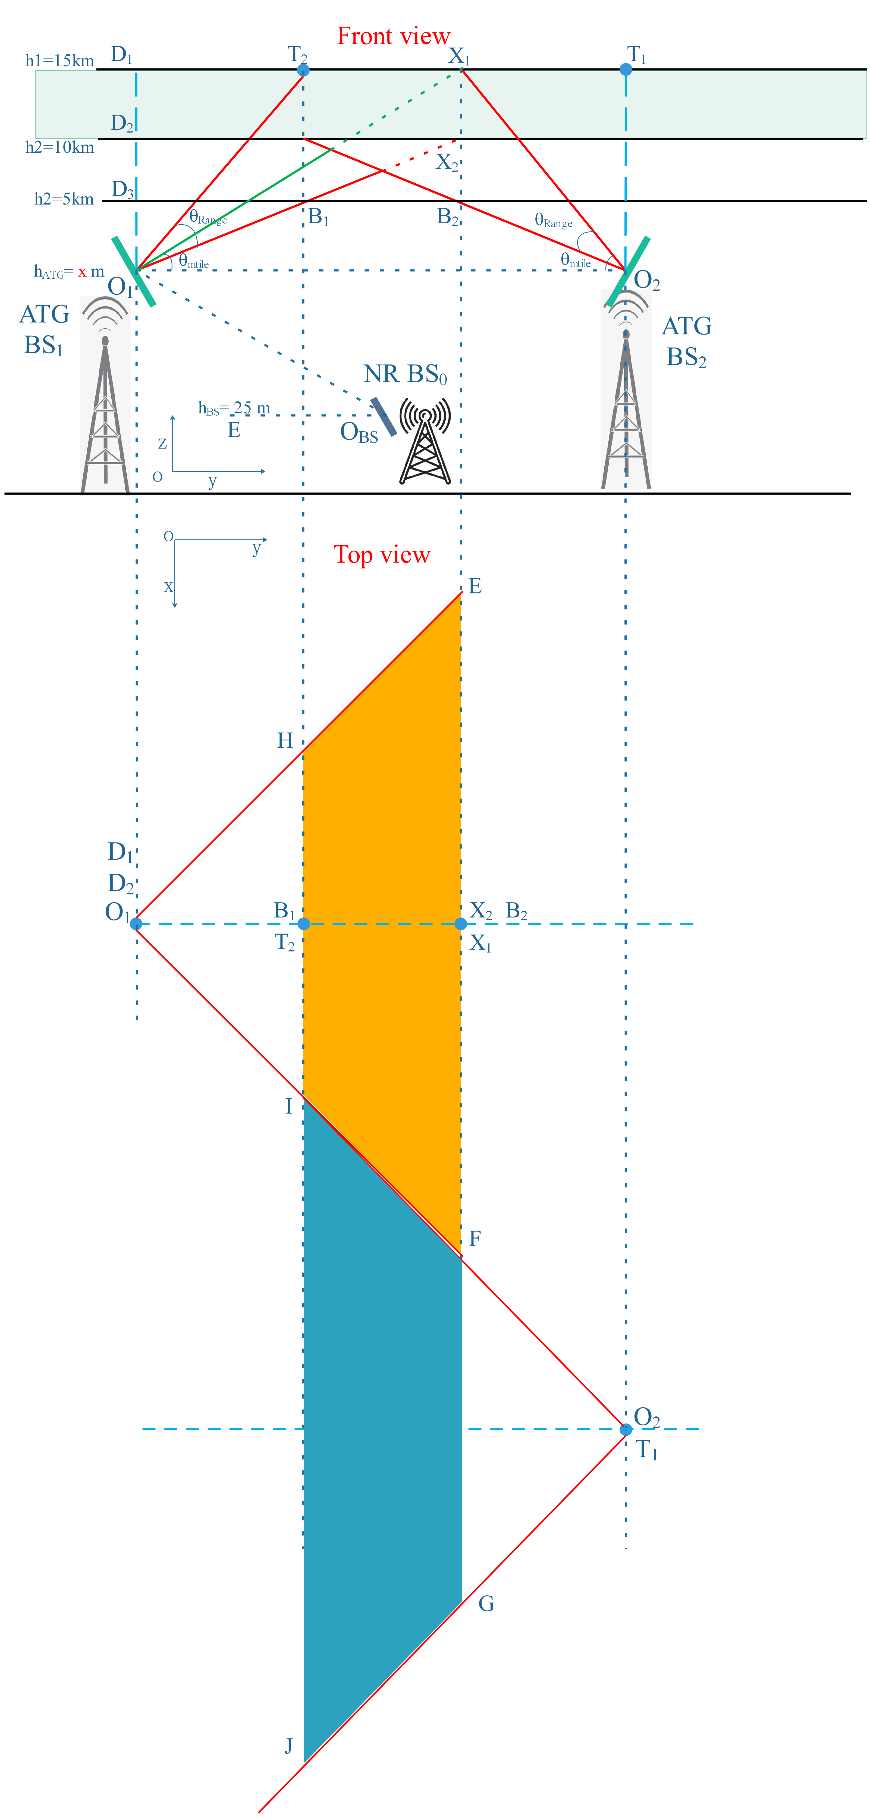 Front view
h1=15km
D1
T2
X1
T1
h2=10km
D2
X2
h2=5km
D3
B1
B2
θRange
θRange
θmtile
θmtile
hATG= x m
O1
O2
ATG
BS1
ATG
BS2
NR BS0
hBS= 25 m
E
OBS
z
O
y
O
y
x
Top view
E
H
D1
D2
O1
B1
X2 B2
T2
X1
I
F
O2
T1
G
J